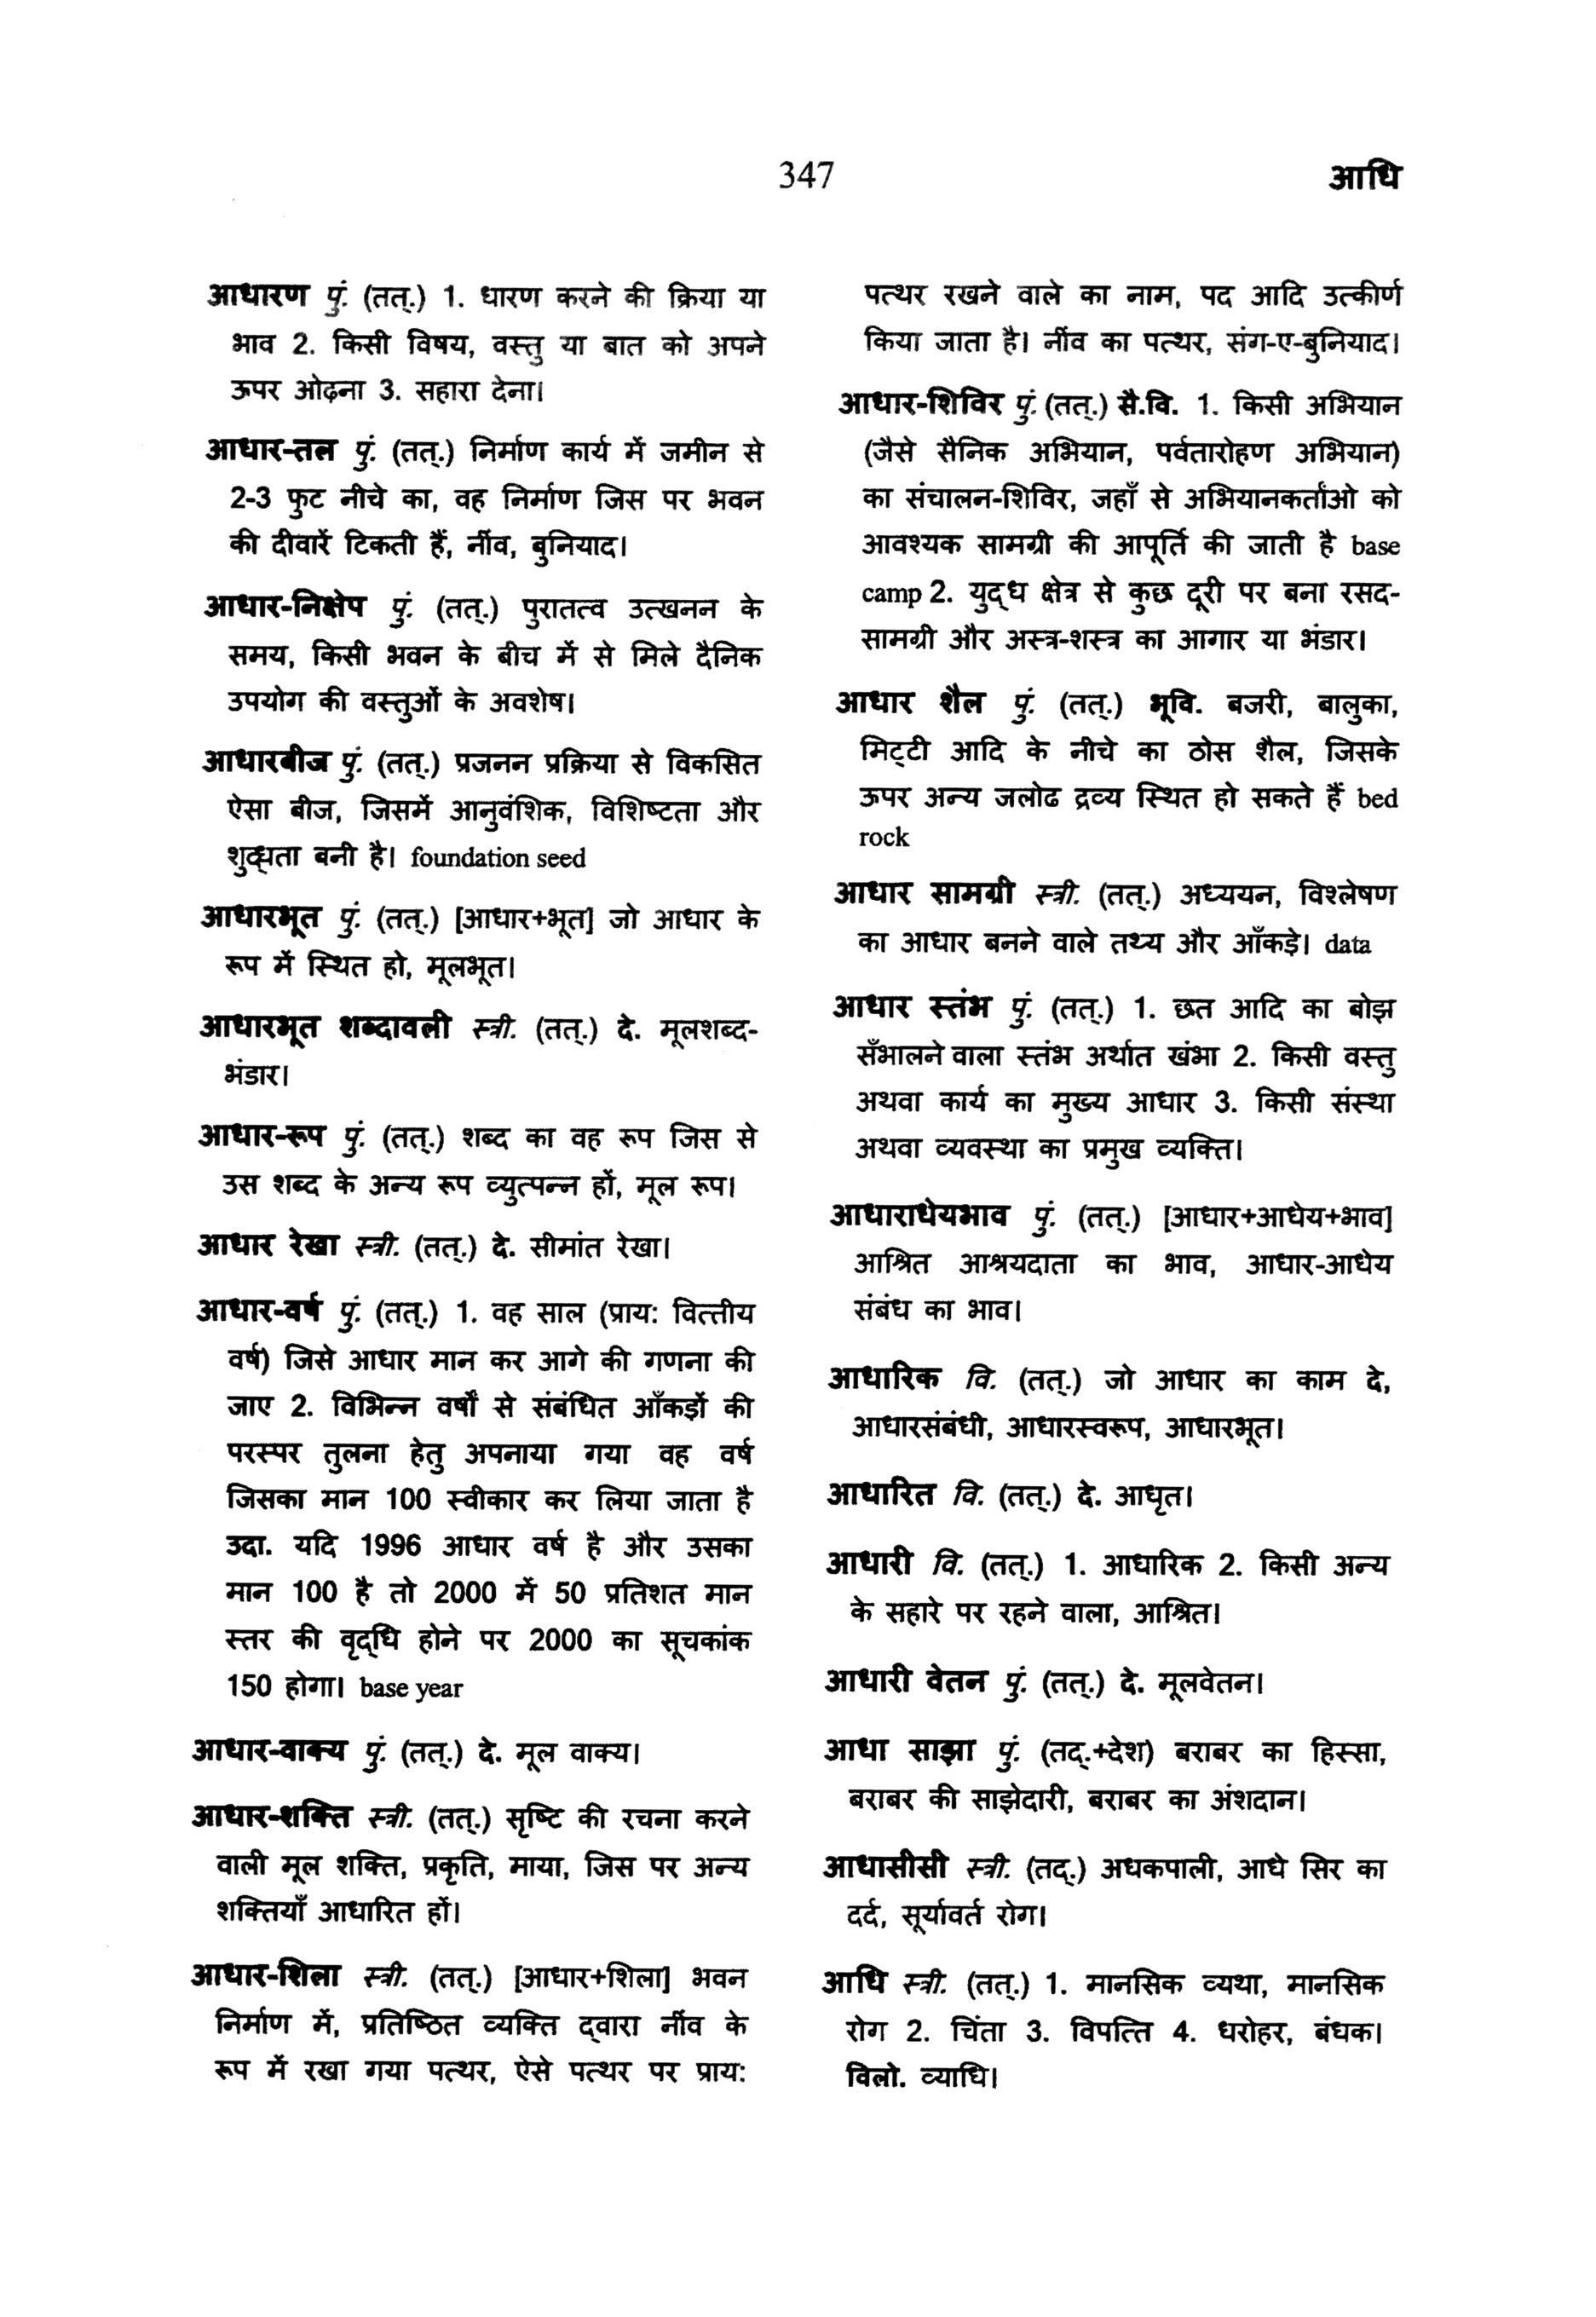 347
आधि
आधारण पुं. (तत्.) 1. धारण करने की क्रिया या
भाव 2. किसी विषय, वस्तु या बात को अपने
ऊपर ओढ़ना 3. सहारा देना।
आधार-तल पुं. (तत्.) निर्माण कार्य में जमीन से
2-3 फुट नीचे का, वह निर्माण जिस पर भवन
की दीवारें टिकती हैं, नींव, बुनियाद।
आधार-निक्षेप पुं. (तत्.) पुरातत्व उत्खनन के
समय, किसी भवन के बीच में से मिले दैनिक
उपयोग की वस्तुओं के अवशेष।
आधारबीज पुं. (तत्.) प्रजनन प्रक्रिया से विकसित
ऐसा बीज, जिसमें आनुवंशिक, विशिष्टता और
शुद्धता बनी है। foundation seed
आधारभूत पुं. (तत्.) [आधार+भूत] जो आधार के
रूप में स्थित हो, मूलभूत।
आधारभूत शब्दावली स्त्री. (तत्.) दे. मूलशब्द-
भंडार।
आधार-रूप पुं. (तत्.) शब्द का वह रूप जिस से
उस शब्द के अन्य रूप व्युत्पन्न हों, मूल रूप।
आधार रेखा स्त्री. (तत्.) दे. सीमांत रेखा।
आधार-वर्ष पुं. (तत्.) 1. वह साल (प्राय: वित्तीय
वर्ष) जिसे आधार मान कर आगे की गणना की
जाए 2. विभिन्न वर्षों से संबंधित आँकड़ों की
परस्पर तुलना हेतु अपनाया गया वह वर्ष
जिसका मान 100 स्वीकार कर लिया जाता है
उदा. यदि 1996 आधार वर्ष है और उसका
मान 100 है तो 2000 में 50 प्रतिशत मान
स्तर की वृद्धि होने पर 2000 का सूचकांक
150 होगा। base year
आधार-वाक्य पुं. (तत्.) दे. मूल वाक्य।
आधार-शक्ति स्त्री. (तत्.) सृष्टि की रचना करने
वाली मूल शक्ति, प्रकृति, माया, जिस पर अन्य
शक्तियाँ आधारित हों।
आधार-शिला स्त्री. (तत्.) [आधार+शिला] भवन
निर्माण में, प्रतिष्ठित व्यक्ति द्वारा नींव के
रूप में रखा गया पत्थर, ऐसे पत्थर पर प्राय:
पत्थर रखने वाले का नाम, पद आदि उत्कीर्ण
किया जाता है। नींव का पत्थर, संग-ए-बुनियाद।
आधार-शिविर पुं. (तत्.) सै.वि. 1. किसी अभियान
(जैसे सैनिक अभियान, पर्वतारोहण अभियान)
का संचालन-शिविर, जहाँ से अभियानकर्तांओ को
आवश्यक सामग्री की आपूर्ति की जाती है base
camp 2. युद्ध क्षेत्र से कुछ दूरी पर बना रसद-
सामग्री और अस्त्र-शस्त्र का आगार या भंडार।
आधार शैल पुं. (तत्.) भूवि. बजरी, बालुका,
मिट्टी आदि के नीचे का ठोस शैल, जिसके
ऊपर अन्य जलोढ द्रव्य स्थित हो सकते हैं bed
rock
आधार सामग्री स्त्री. (तत्.) अध्ययन, विश्लेषण
का आधार बनने वाले तथ्य और आँकड़े। data
आधार स्तंभ पुं. (तत्.) 1. छत आदि का बोझ
सँभालने वाला स्तंभ अर्थात खंभा 2. किसी वस्तु
अथवा कार्य का मुख्य आधार 3. किसी संस्था
अथवा व्यवस्था का प्रमुख व्यक्ति।
आधाराधेयभाव पुं. (तत्.) [आधार+आधेय+भाव]
आश्रित आश्रयदाता का भाव, आधार-आधेय
संबंध का भाव।
आधारिक वि. (तत्.) जो आधार का काम दे,
आधारसंबंधी, आधारस्वरूप, आधारभूत।
आधारित वि. (तत्.) दे. आधृत।
आधारी वि. (तत्.) 1. आधारिक 2. किसी अन्य
के सहारे पर रहने वाला, आश्रित।
आधारी वेतन पुं. (तत्.) दे. मूलवेतन।
आधा साझा पुं. (तद्.+देश) बराबर का हिस्सा,
बराबर की साझेदारी, बराबर का अंशदान।
आधासीसी स्त्री. (तद्.) अधकपाली, आधे सिर का
दर्द, सूर्यावर्त रोग।
आधि स्त्री. (तत्.) 1. मानसिक व्यथा, मानसिक
रोग 2. चिंता 3. विपत्ति 4. धरोहर, बंधक।
विलो. व्याधि।